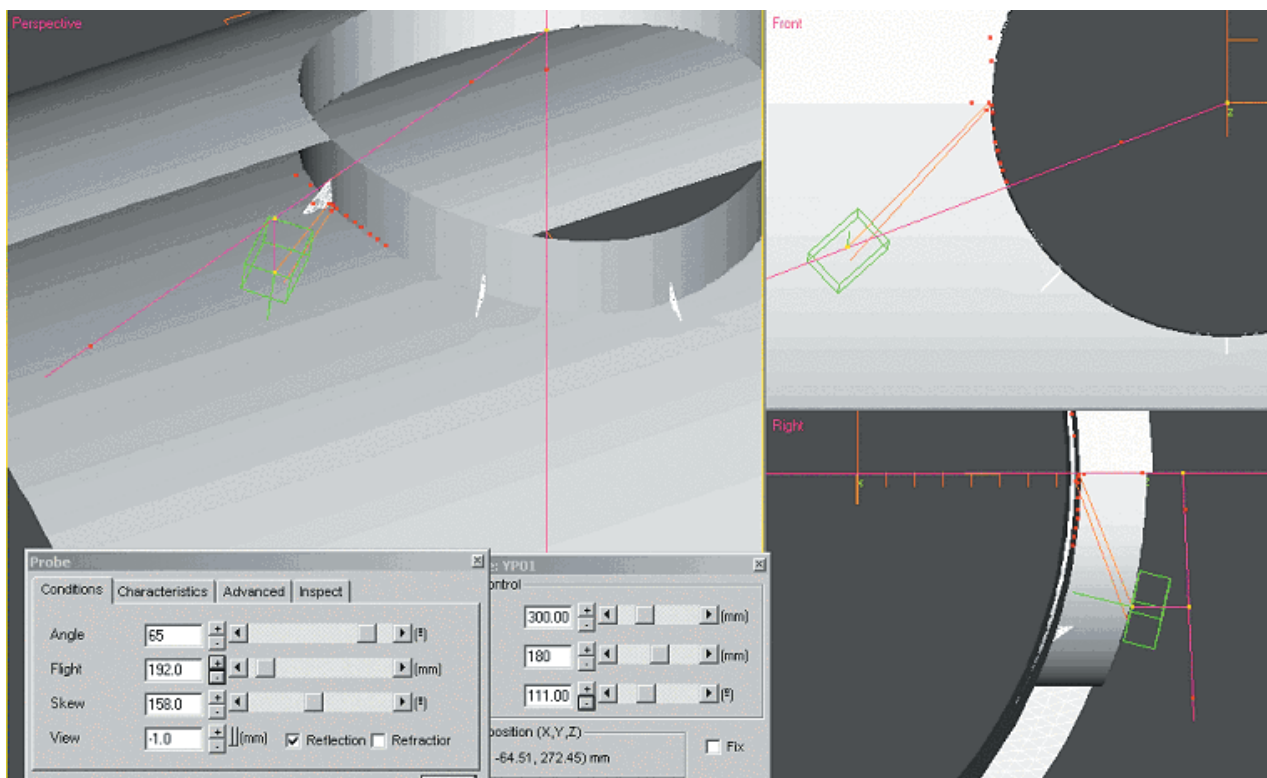 Perspective
Front
z
Right
x
z
Probe
Conditions
Characteristics
Advanced
Inspect
Angle
65
(º)
Flight
192.0
(mm)
Skew
158.0
(º)
View
-1.0
(mm)
Reflection
Refraction
e: YP01
ontrol
300.00
(mm)
180
(mm)
111.00
(º)
osition (X,Y,Z)
-64.51, 272.45) mm
Fix